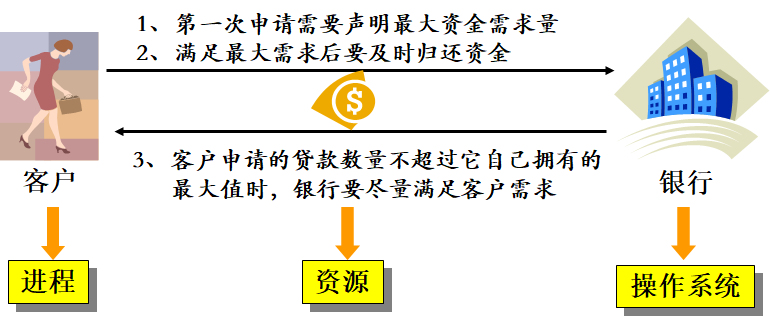 1、第一次申请需要声明最大资金需求量
2、满足最大需求后要及时归还资金
$
3、客户申请的贷款数量不超过它自己拥有的
最大值时，银行要尽量满足客户需求
客户
银行
进程
资源
操作系统